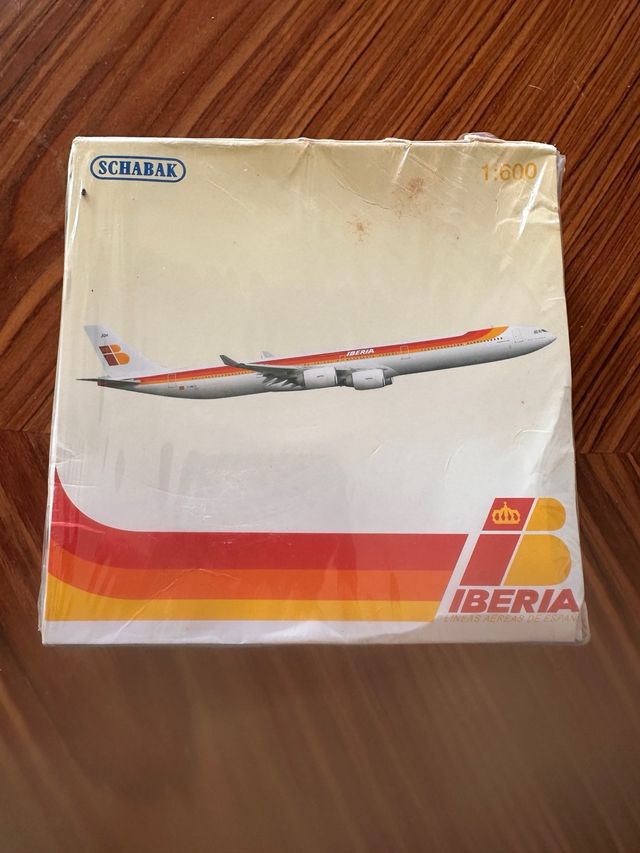 SCHABAK
1:600
IBERIA
IBERIA
LINEAS AEREAS DE ESPAÑ